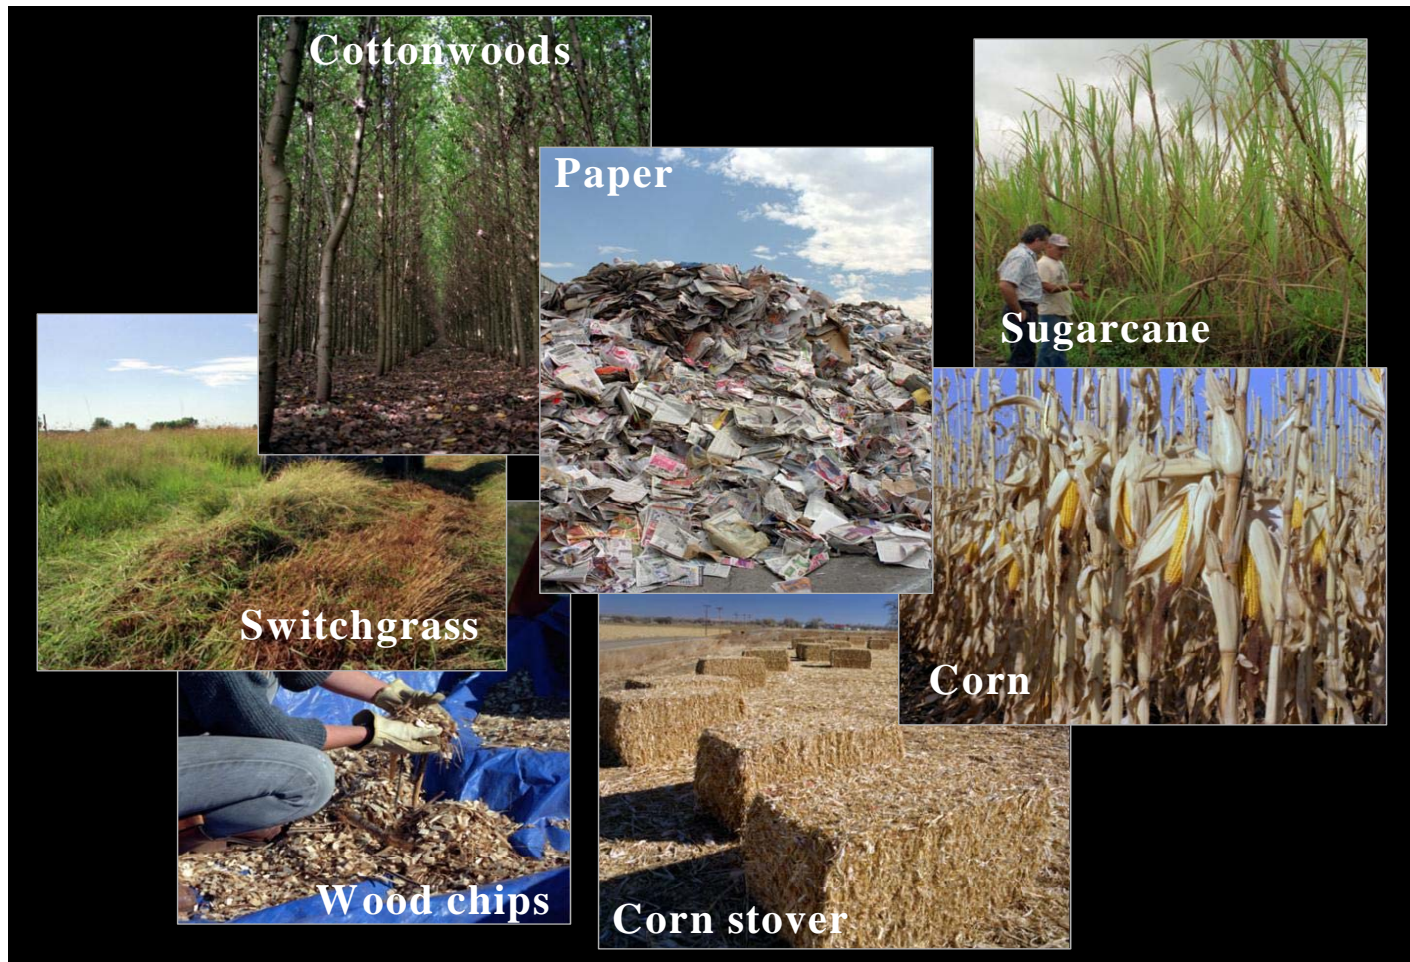 Cottonwoods
Paper
Sugarcane
Switchgrass
Corn
Wood chips
Corn stover